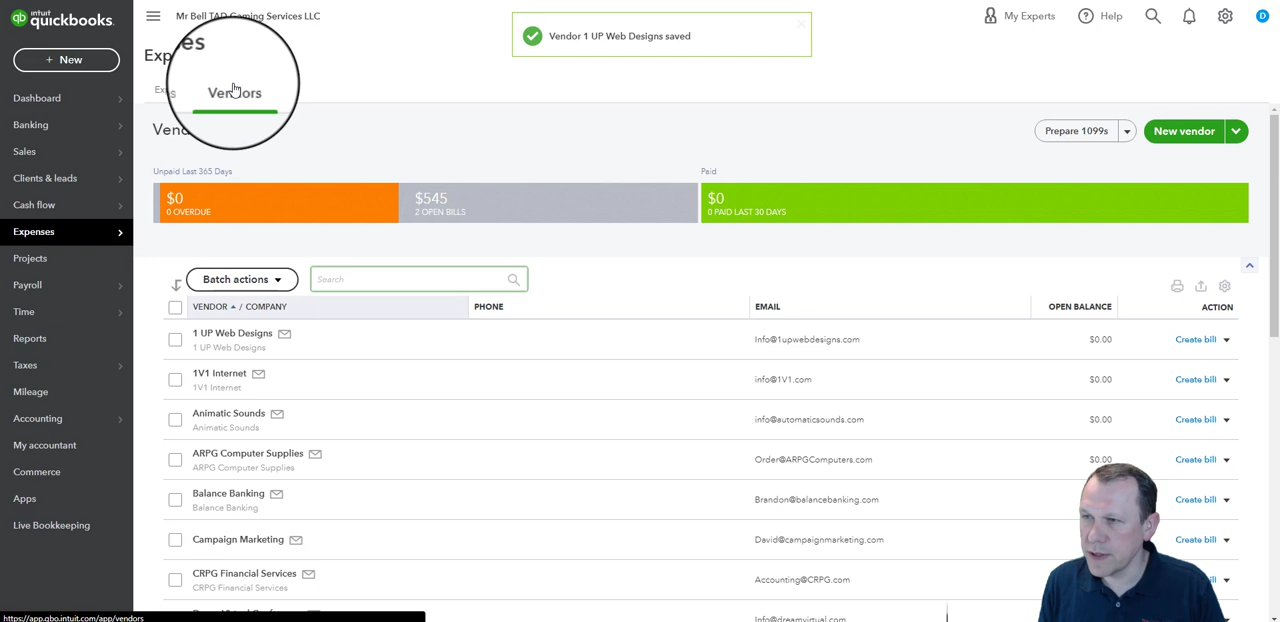 intuit
quickbooks.
Mr Bell TAD Gaming Services LLC
My Experts
Help
D
Vendor 1 UP Web Designs saved
+ New
Exp
es
Exp s
Vendors
Dashboard
Banking
Sales
Clients & leads
Cash flow
Expenses
Projects
Payroll
Time
Reports
Taxes
Mileage
Accounting
My accountant
Commerce
Apps
Live Bookkeeping
Prepare 1099s
New vendor
Unpaid Last 365 Days
Paid
$0
0 OVERDUE
$545
2 OPEN BILLS
$0
0 PAID LAST 30 DAYS
Batch actions
Search
VENDOR / COMPANY PHONE EMAIL OPEN BALANCE ACTION
1 UP Web Designs
1 UP Web Designs
Info@1upwebdesigns.com $0.00 Create bill
1V1 Internet
1V1 Internet
info@1V1.com $0.00 Create bill
Animatic Sounds
Animatic Sounds
info@automaticsounds.com $0.00 Create bill
ARPG Computer Supplies
ARPG Computer Supplies
Order@ARPGComputers.com $0.00 Create bill
Balance Banking
Balance Banking
Brandon@balancebanking.com Create bill
Campaign Marketing David@campaignmarketing.com Create bill
CRPG Financial Services
CRPG Financial Services
Accounting@CRPG.com
Info@dreamvirtual.com
https://app.qbo.intuit.com/app/vendors